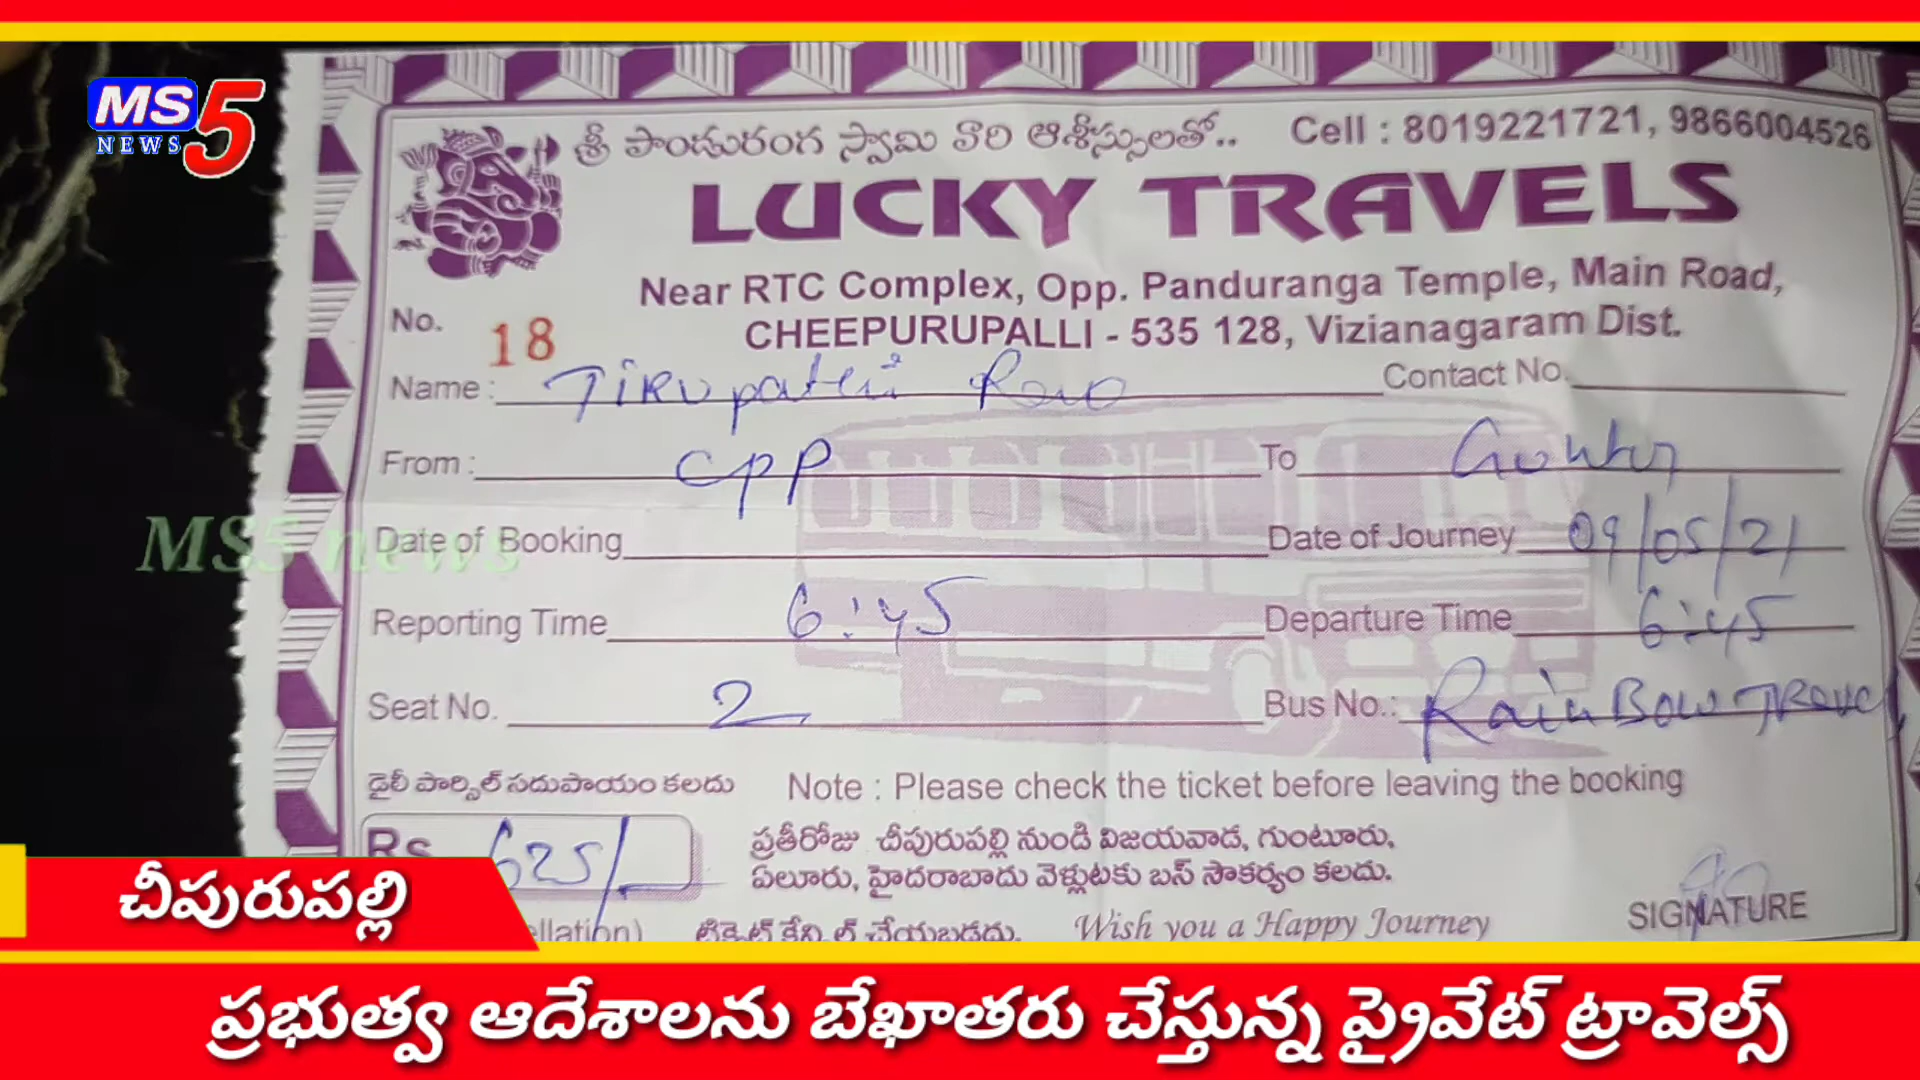 MS5
NEWS
శ్రీ పాండురంగ స్వామి వారి ఆశీస్సులతో.. Cell : 8019221721, 9866004526
LUCKY TRAVELS
Near RTC Complex, Opp. Panduranga Temple, Main Road,
CHEEPURUPALLI - 535 128, Vizianagaram Dist.
No. 18
Name : Tirupathi Rao Contact No.
From : CPP To Guntur
MS5 news
Date of Booking Date of Journey 09/05/21
Reporting Time 6:45 Departure Time 6:45
Seat No. 2 Bus No.: RainBow Travel
డైలీ పార్సిల్ సదుపాయం కలదు Note : Please check the ticket before leaving the booking
Rs 625/-
ప్రతీరోజు చీపురుపల్లి నుండి విజయవాడ, గుంటూరు,
ఏలూరు, హైదరాబాదు వెళ్లుటకు బస్ సౌకర్యం కలదు.
SIGNATURE
టిక్కెట్ కేన్సిల్ చేయబడదు. Wish you a Happy Journey
చీపురుపల్లి
ప్రభుత్వ ఆదేశాలను బేఖాతరు చేస్తున్న ప్రైవేట్ ట్రావెల్స్